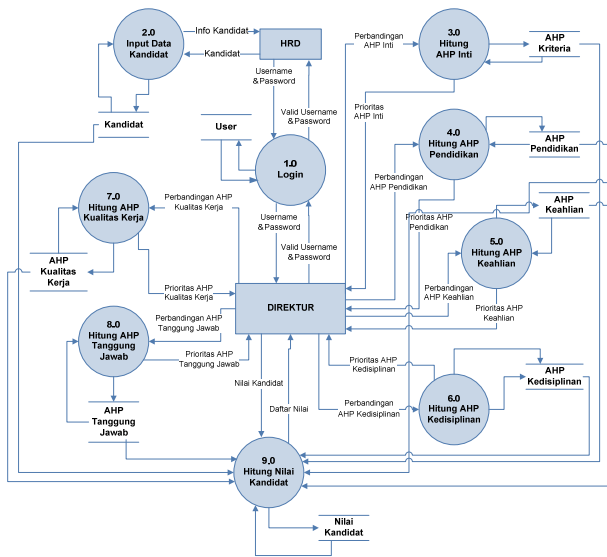 2.0
Input Data
Kandidat
Info Kandidat
Kandidat
HRD
Perbandingan
AHP Inti
3.0
Hitung
AHP Inti
AHP
Kriteria
Username
&Password
Valid Username
&Password
Prioritas
AHP Inti
Kandidat
User
1.0
Login
4.0
Hitung AHP
Pendidikan
AHP
Pendidikan
Perbandingan
AHP Pendidikan
7.0
Hitung AHP
Kualitas Kerja
Perbandingan AHP
Kualitas Kerja
Username
&Password
Valid Username
&Password
Prioritas AHP
Pendidikan
AHP
Keahlian
5.0
Hitung AHP
Keahlian
AHP
Kualitas
Kerja
Prioritas AHP
Kualitas Kerja
Perbandingan
AHP Keahlian
Prioritas AHP
Keahlian
DIREKTUR
8.0
Hitung AHP
Tanggung
Jawab
Perbandingan AHP
Tanggung Jawab
Prioritas AHP
Tanggung Jawab
Prioritas AHP
Kedisiplinan
AHP
Kedisiplinan
Nilai Kandidat
Daftar Nilai
Perbandingan
AHP Kedisiplinan
6.0
Hitung AHP
Kedisiplinan
AHP
Tanggung
Jawab
9,0
Hitung Nilai
Kandidat
Nilai
Kandidat